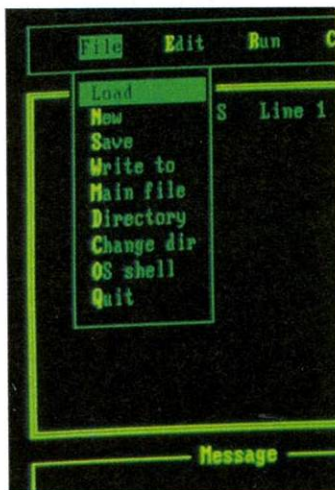 File Edit Run C
Load
New S Line 1
Save
Write to
Main file
Directory
Change dir
OS shell
Quit
Message